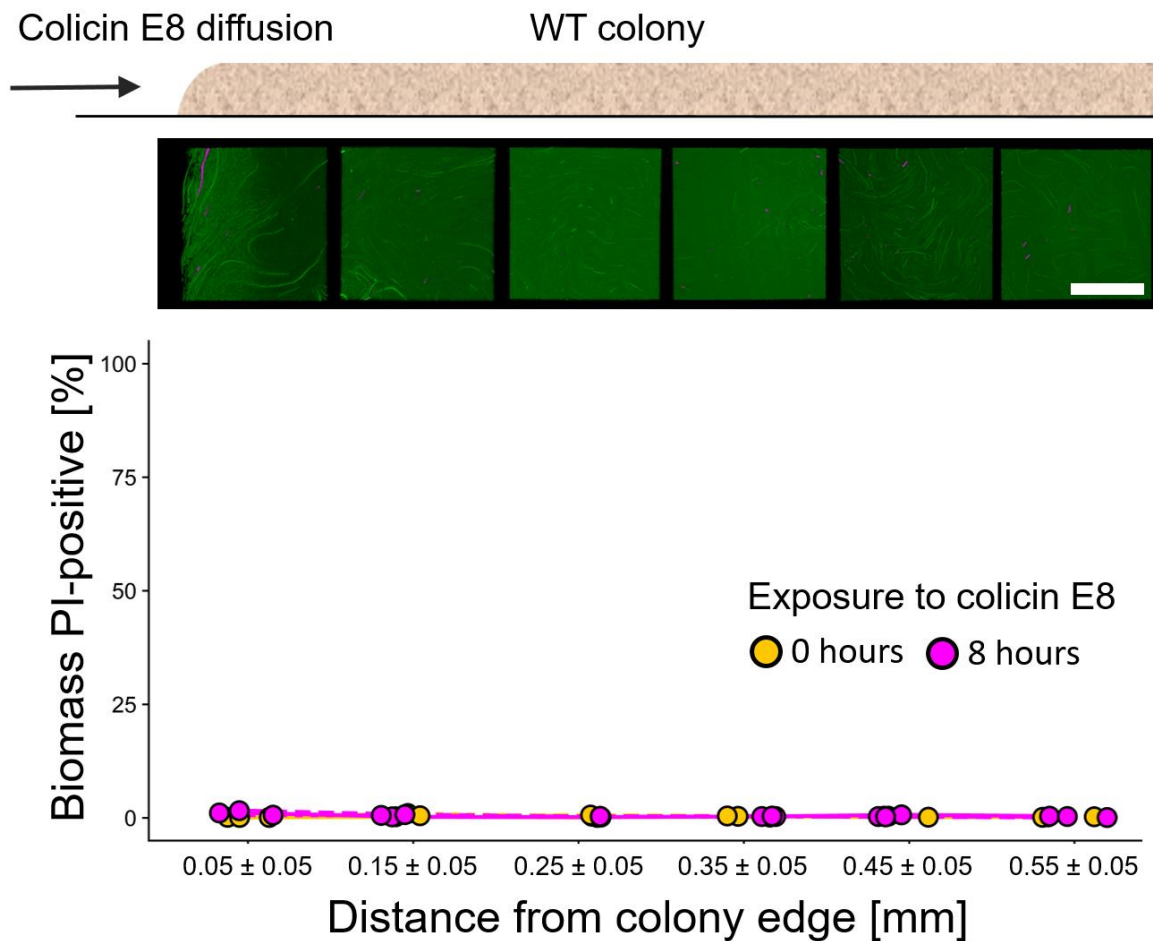 Colicin E8 diffusion WT colony
Biomass PI-positive [%]
100
75
50
25
0
Exposure to colicin E8
0 hours 8 hours
0.05 ± 0.05 0.15 ± 0.05 0.25 ± 0.05 0.35 ± 0.05 0.45 ± 0.05 0.55 ± 0.05
Distance from colony edge [mm]